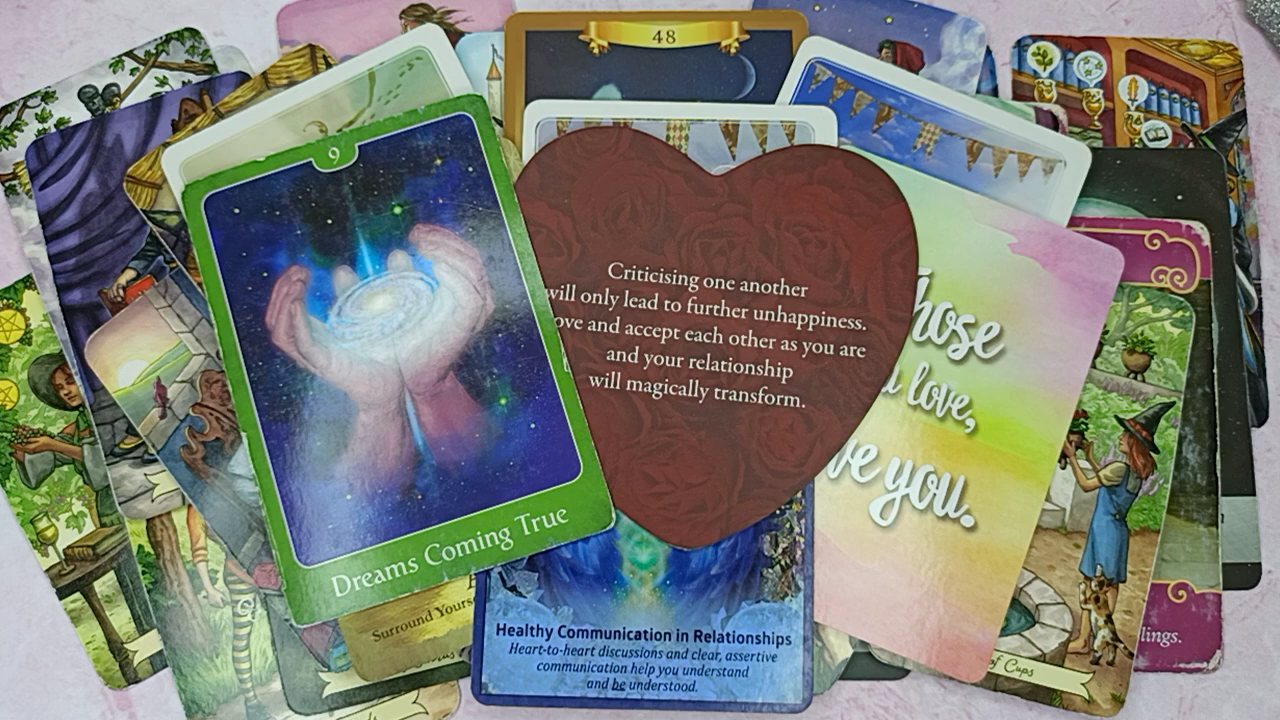 48
9
Dreams Coming True
Criticising one another
will only lead to further unhappiness.
ove and accept each other as you are
and your relationship
will magically transform.
hose
love,
ve you.
Surround Yourse
Healthy Communication in Relationships
Heart-to-heart discussions and clear, assertive
communication help you understand
and be understood.
of Cups
lings.